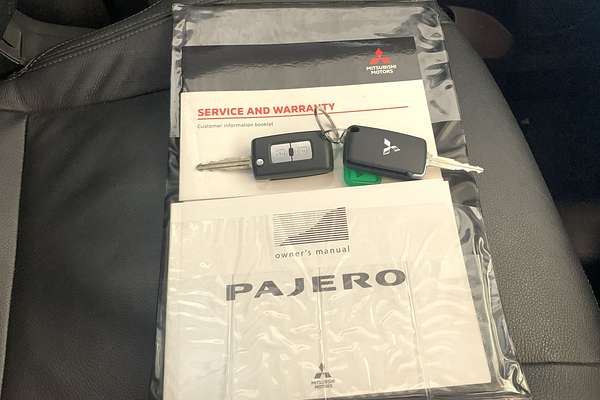 MITSUBISHI
MOTORS
SERVICE AND WARRANTY
Customer information booklet
owner's manual
PAJERO
MITSUBISHI
MOTORS